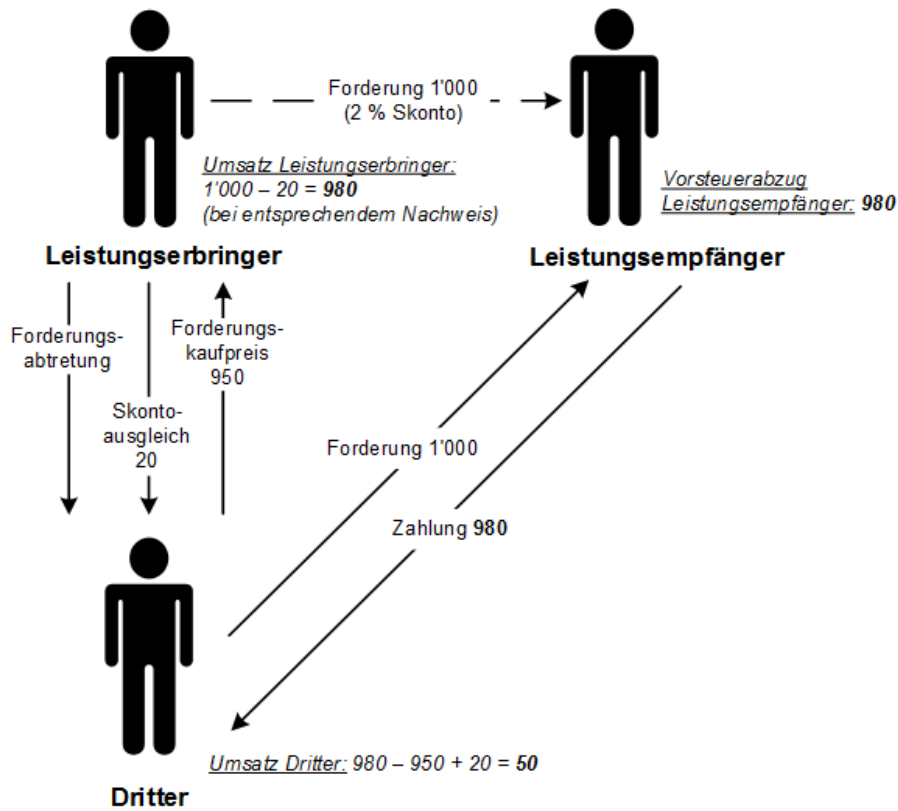 Forderung 1'000
(2 % Skonto)
Umsatz Leistungserbringer:
1'000 – 20 = 980
(bei entsprechendem Nachweis)
Vorsteuerabzug
Leistungsempfänger: 980
Leistungserbringer
Leistungsempfänger
Forderungs-
abtretung
Skonto-
ausgleich
20
Forderungs-
kaufpreis
950
Forderung 1'000
Zahlung 980
Umsatz Dritter: 980 – 950 + 20 = 50
Dritter